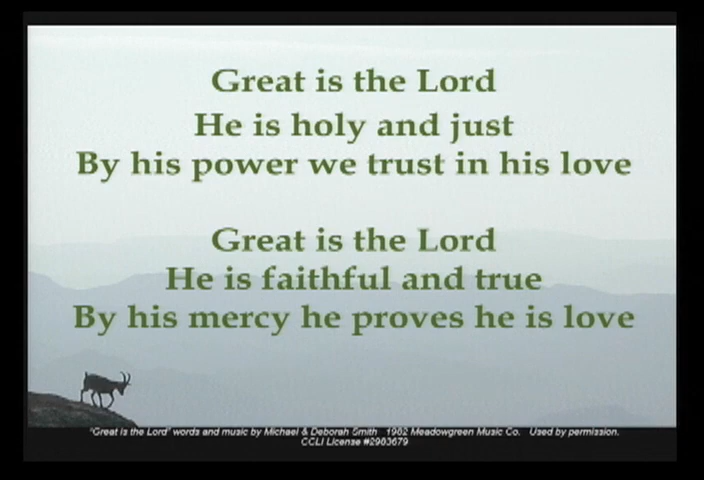 Great is the Lord
He is holy and just
By his power we trust in his love
Great is the Lord
He is faithful and true
By his mercy he proves he is love
"Great is the Lord" words and music by Michael & Deborah Smith 1982 Meadowgreen Music Co. Used by permission.
CCLI License #2983679